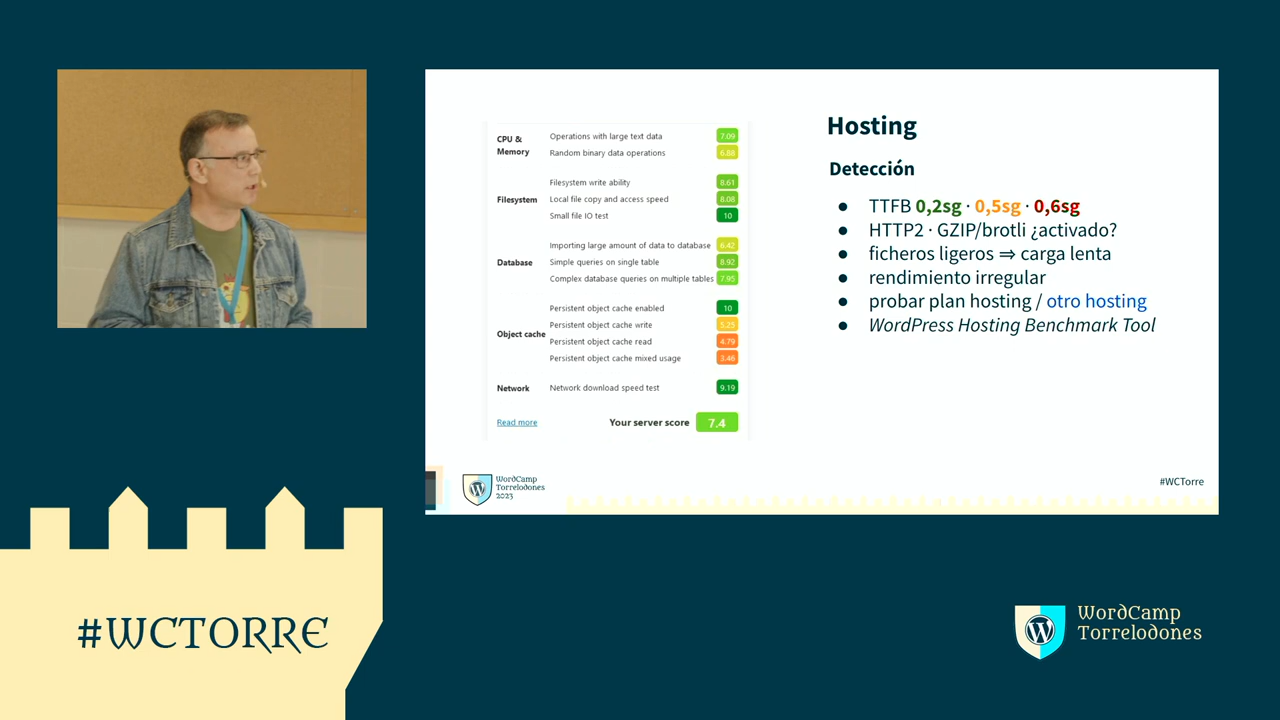 CPU & Memory
Operations with large text data 7.09
Random binary data operations 6.88
Filesystem
Filesystem write ability 8.61
Local file copy and access speed 8.08
Small file IO test 10
Database
Importing large amount of data to database 6.42
Simple queries on single table 8.92
Complex database queries on multiple tables 7.95
Object cache
Persistent object cache enabled 10
Persistent object cache write 5.25
Persistent object cache read 4.79
Persistent object cache mixed usage 3.46
Network
Network download speed test 9.19
Read more
Your server score 7.4
Hosting
Detección
● TTFB 0,2sg · 0,5sg · 0,6sg
● HTTP2 · GZIP/brotli ¿activado?
● ficheros ligeros ⇒ carga lenta
● rendimiento irregular
● probar plan hosting / otro hosting
● WordPress Hosting Benchmark Tool
WordCamp
Torrelodones
2023
#WCTorre
#WCTORRE
WordCamp
Torrelodones